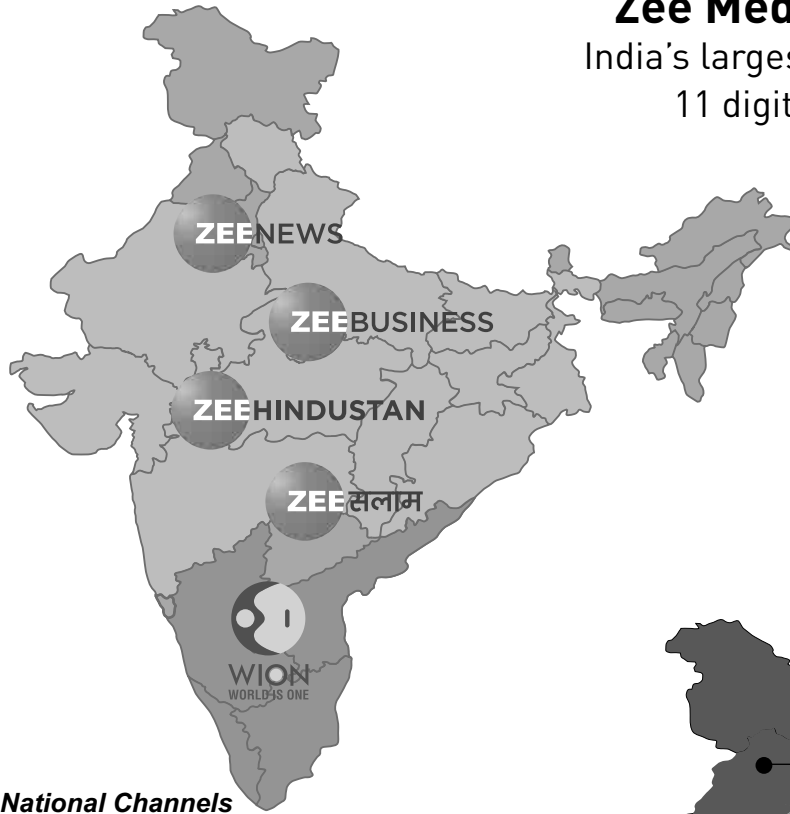 Zee Med
India's larges
11 digit
ZEENEWS
ZEEBUSINESS
ZEEHINDUSTAN
ZEEसलाम
WION
WORLD IS ONE
National Channels